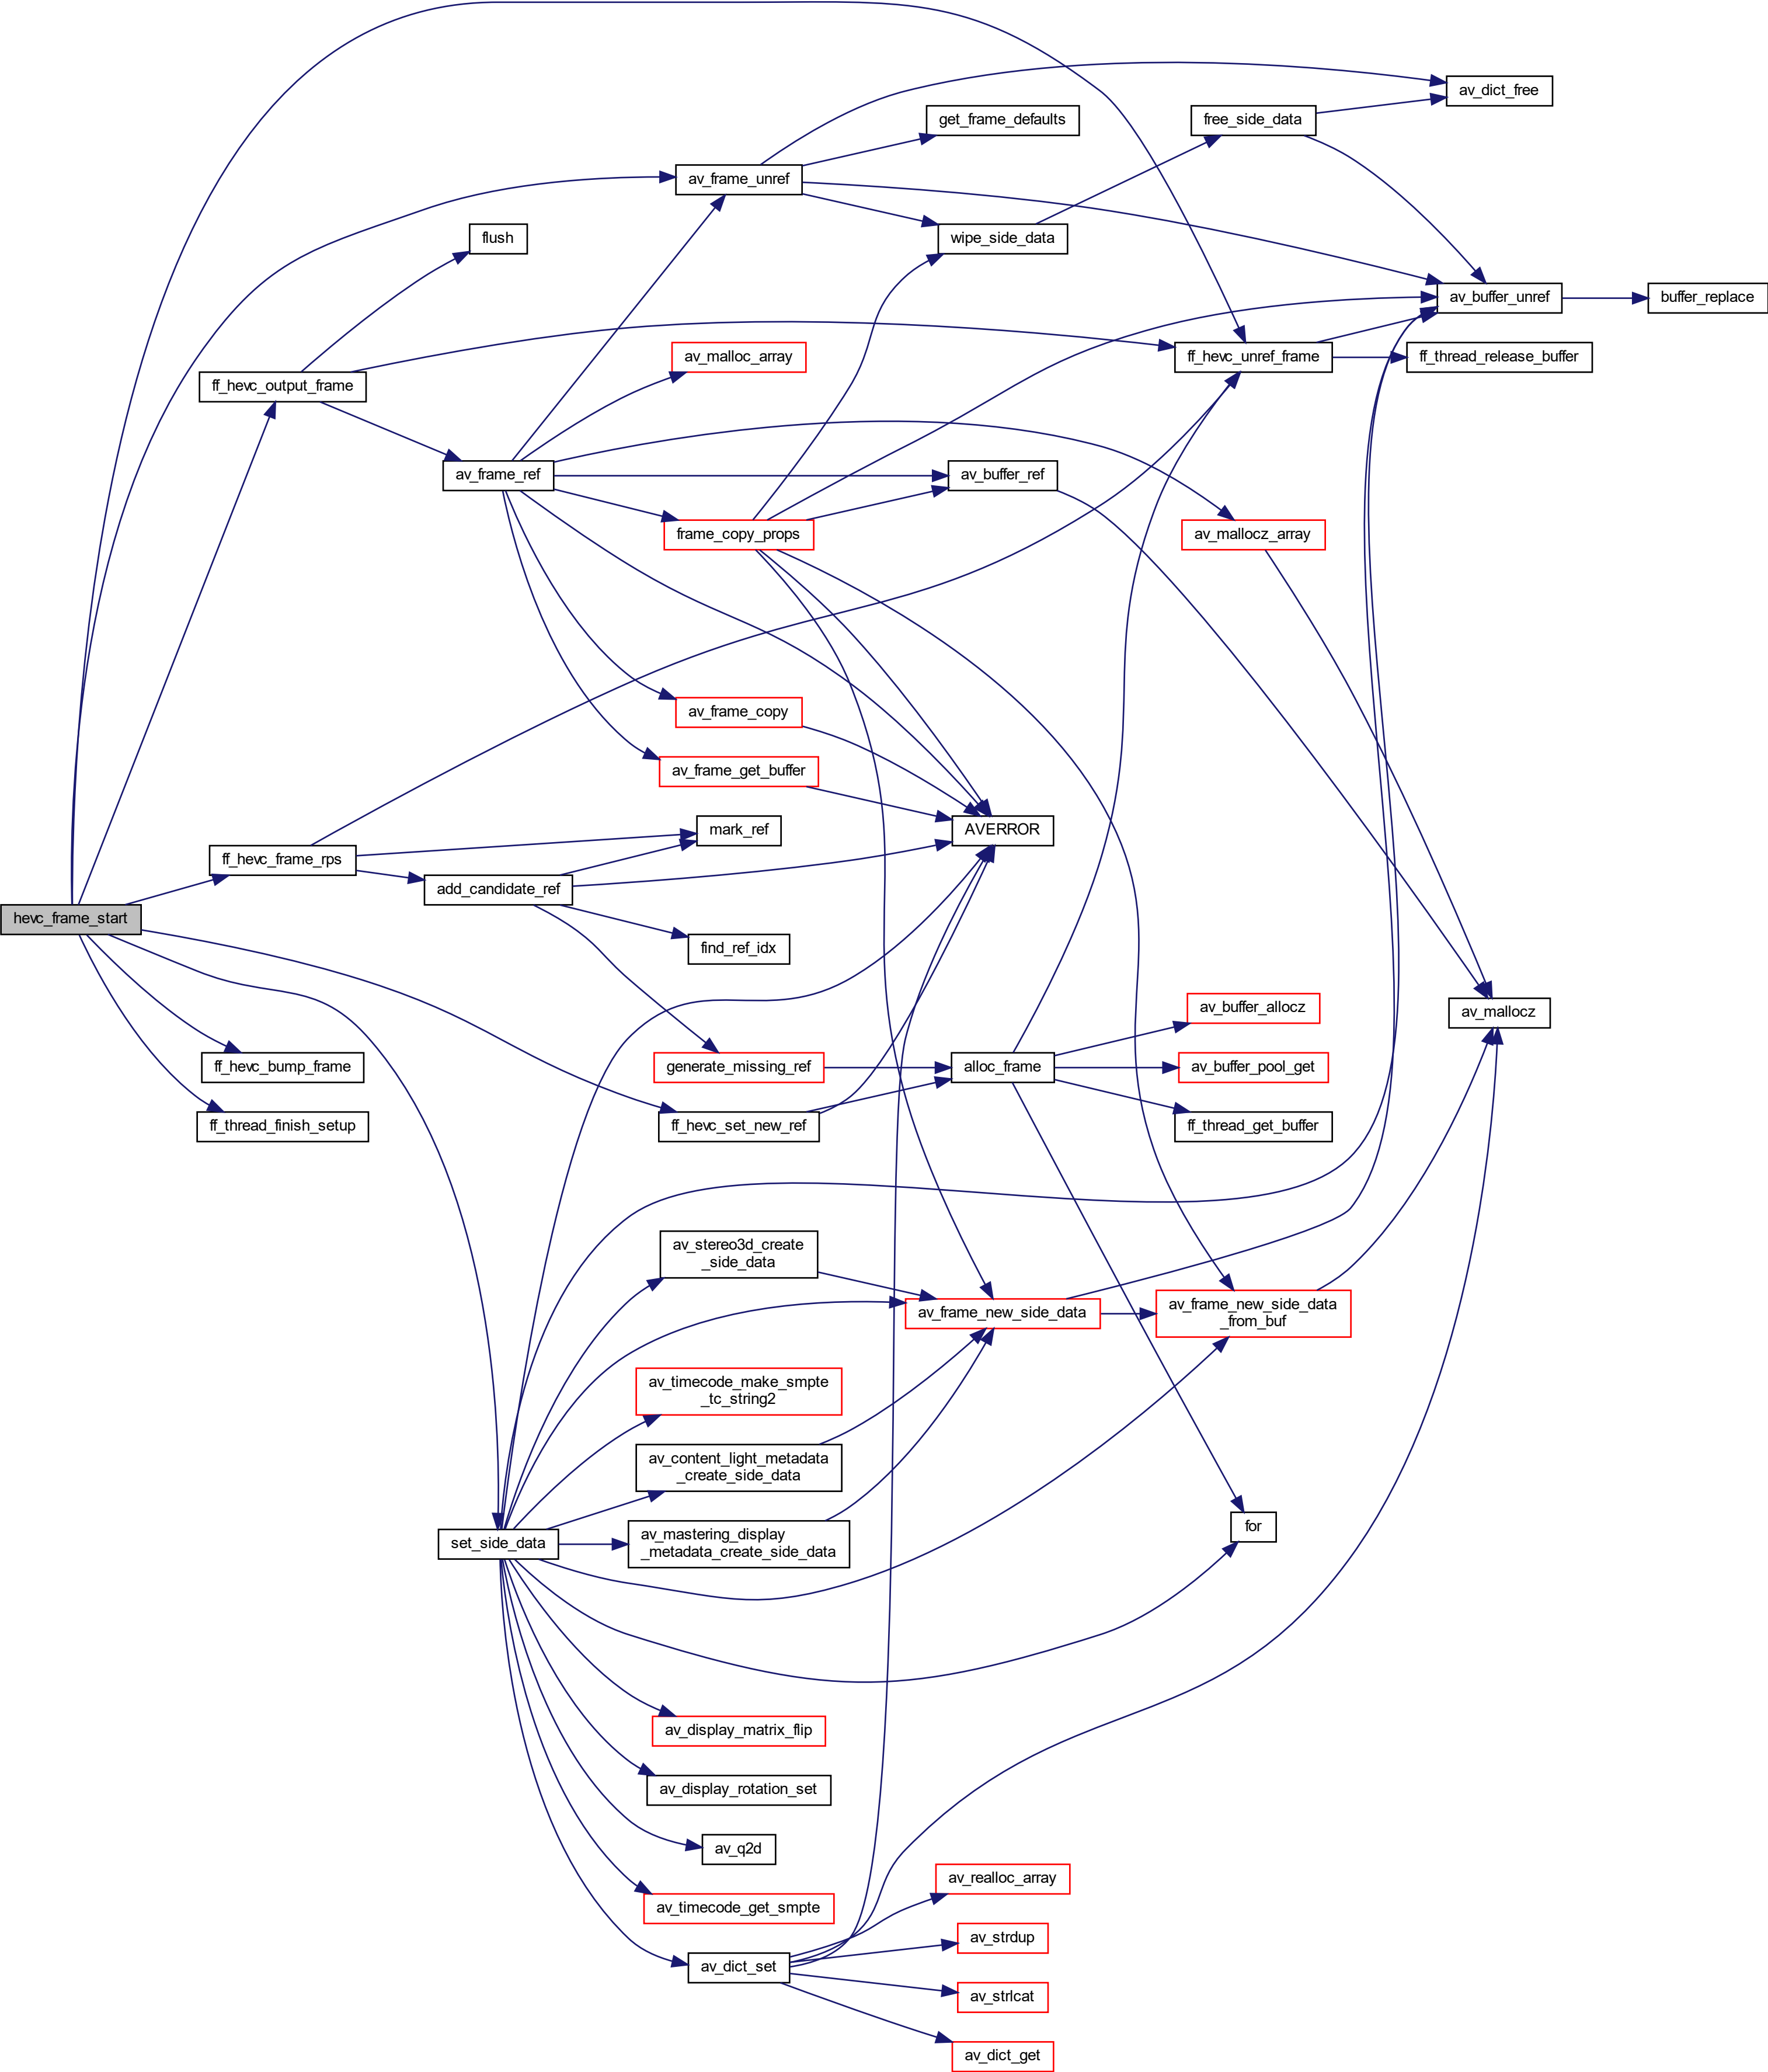 av_dict_free
get_frame_defaults
free_side_data
av_frame_unref
flush
wipe_side_data
av_buffer_unref
buffer_replace
av_malloc_array
ff_hevc_unref_frame
ff_thread_release_buffer
ff_hevc_output_frame
av_frame_ref
av_buffer_ref
frame_copy_props
av_mallocz_array
av_frame_copy
av_frame_get_buffer
mark_ref
AVERROR
ff_hevc_frame_rps
add_candidate_ref
hevc_frame_start
find_ref_idx
av_buffer_allocz
av_mallocz
ff_hevc_bump_frame
generate_missing_ref
alloc_frame
av_buffer_pool_get
ff_thread_finish_setup
ff_hevc_set_new_ref
ff_thread_get_buffer
av_stereo3d_create
_side_data
av_frame_new_side_data
av_frame_new_side_data
_from_buf
av_timecode_make_smpte
_tc_string2
av_content_light_metadata
_create_side_data
for
set_side_data
av_mastering_display
_metadata_create_side_data
av_display_matrix_flip
av_display_rotation_set
av_q2d
av_realloc_array
av_timecode_get_smpte
av_strdup
av_dict_set
av_strlcat
av_dict_get